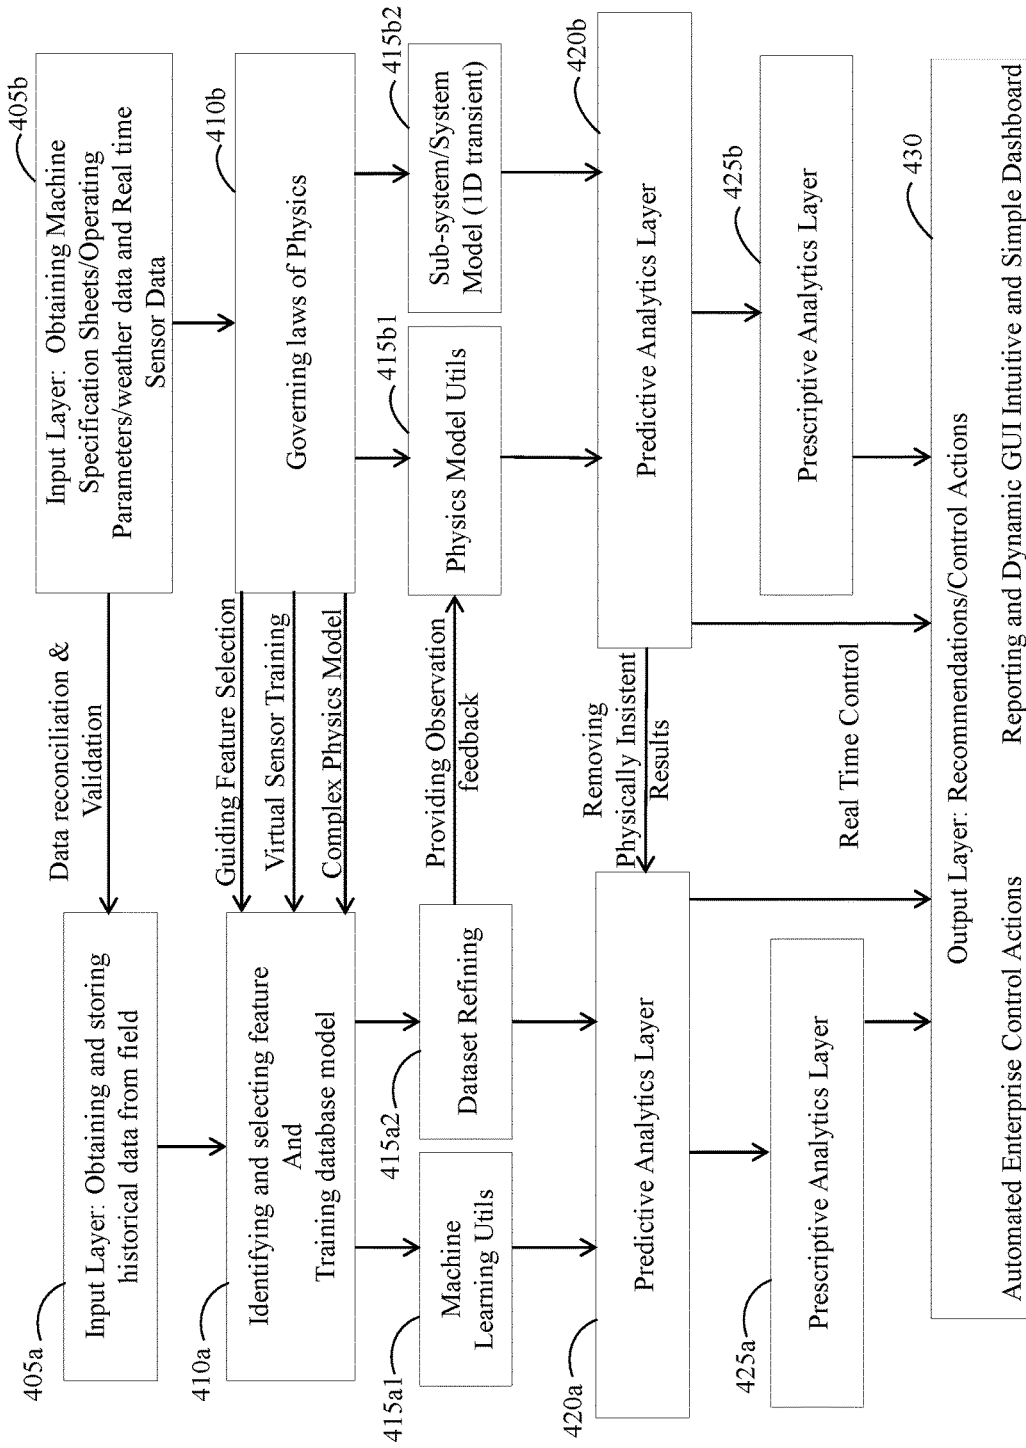 405a
Input Layer: Obtaining and storing
historical data from field
Data reconciliation &
Validation
405b
Input Layer: Obtaining Machine
Specification Sheets/Operating
Parameters/weather data and Real time
Sensor Data
410a
Identifying and selecting feature
And
Training database model
Guiding Feature Selection
Virtual Sensor Training
Complex Physics Model
410b
Governing laws of Physics
415a1
Machine
Learning Utils
415a2
Dataset Refining
Providing Observation
feedback
415b1
Physics Model Utils
415b2
Sub-system/System
Model (1D transient)
420a
Predictive Analytics Layer
Removing
Physically Insistent
Results
420b
Predictive Analytics Layer
425a
Prescriptive Analytics Layer
Real Time Control
425b
Prescriptive Analytics Layer
430
Output Layer: Recommendations/Control Actions
Automated Enterprise Control Actions
Reporting and Dynamic GUI Intuitive and Simple Dashboard